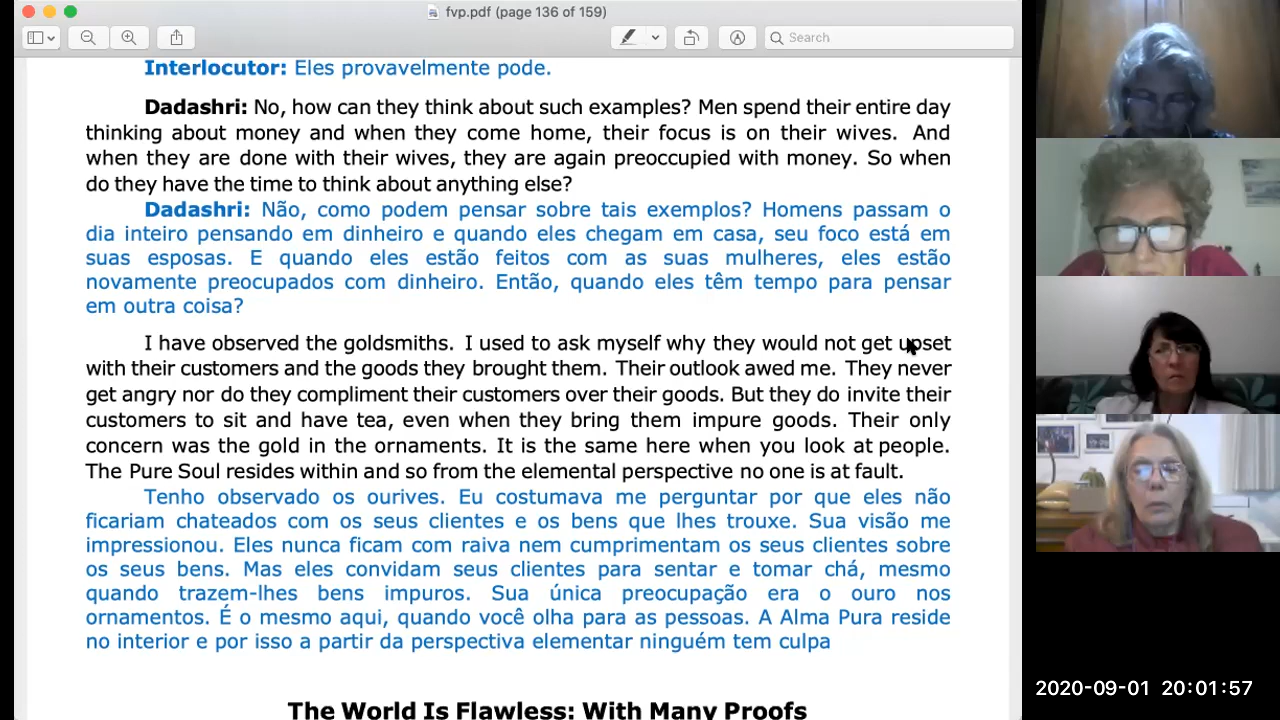 fvp.pdf (page 136 of 159)
Search
Interlocutor: Eles provavelmente pode.
Dadashri: No, how can they think about such examples? Men spend their entire day
thinking about money and when they come home, their focus is on their wives. And
when they are done with their wives, they are again preoccupied with money. So when
do they have the time to think about anything else?
Dadashri: Não, como podem pensar sobre tais exemplos? Homens passam o
dia inteiro pensando em dinheiro e quando eles chegam em casa, seu foco está em
suas esposas. E quando eles estão feitos com as suas mulheres, eles estão
novamente preocupados com dinheiro. Então, quando eles têm tempo para pensar
em outra coisa?
I have observed the goldsmiths. I used to ask myself why they would not get upset
with their customers and the goods they brought them. Their outlook awed me. They never
get angry nor do they compliment their customers over their goods. But they do invite their
customers to sit and have tea, even when they bring them impure goods. Their only
concern was the gold in the ornaments. It is the same here when you look at people.
The Pure Soul resides within and so from the elemental perspective no one is at fault.
Tenho observado os ourives. Eu costumava me perguntar por que eles não
ficariam chateados com os seus clientes e os bens que lhes trouxe. Sua visão me
impressionou. Eles nunca ficam com raiva nem cumprimentam os seus clientes sobre
os seus bens. Mas eles convidam seus clientes para sentar e tomar chá, mesmo
quando trazem-lhes bens impuros. Sua única preocupação era o ouro nos
ornamentos. É o mesmo aqui, quando você olha para as pessoas. A Alma Pura reside
no interior e por isso a partir da perspectiva elementar ninguém tem culpa
The World Is Flawless: With Many Proofs
2020-09-01 20:01:57